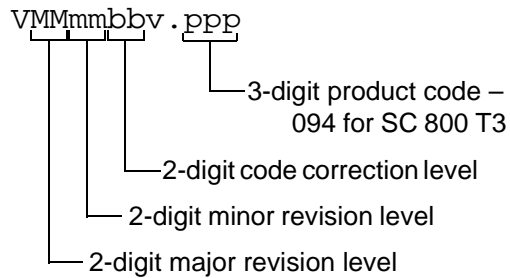 VMMmmbbv.ppp
3-digit product code –
094 for SC 800 T3
2-digit code correction level
2-digit minor revision level
2-digit major revision level